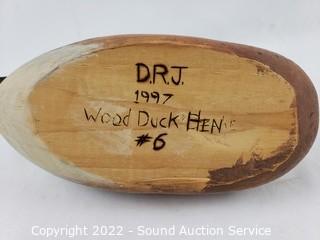 D.R.J.
1997
Wood Duck HEN
#6
Copyright 2022 - Sound Auction Service